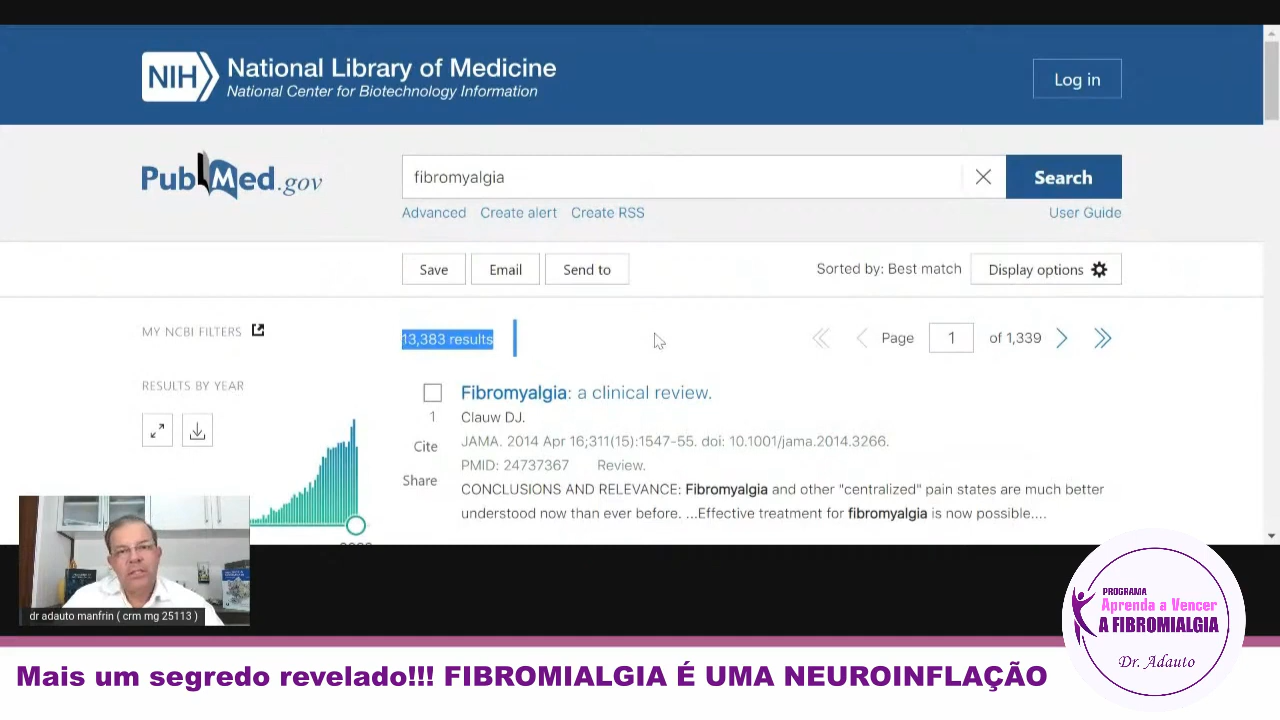 NIH National Library of Medicine
National Center for Biotechnology Information
Log in
PubMed.gov
fibromyalgia
Search
Advanced Create alert Create RSS
User Guide
Save Email Send to
Sorted by: Best match
Display options
MY NCBI FILTERS
13,383 results
Page 1 of 1,339
RESULTS BY YEAR
Fibromyalgia: a clinical review.
1
Clauw DJ.
Cite
JAMA. 2014 Apr 16;311(15):1547-55. doi: 10.1001/jama.2014.3266.
PMID: 24737367 Review.
Share
CONCLUSIONS AND RELEVANCE: Fibromyalgia and other "centralized" pain states are much better
understood now than ever before. ...Effective treatment for fibromyalgia is now possible....
dr adauto manfrin ( crm mg 25113 )
PROGRAMA
Aprenda a Vencer
A FIBROMIALGIA
Dr. Adauto
Mais um segredo revelado!!! FIBROMIALGIA É UMA NEUROINFLAÇÃO